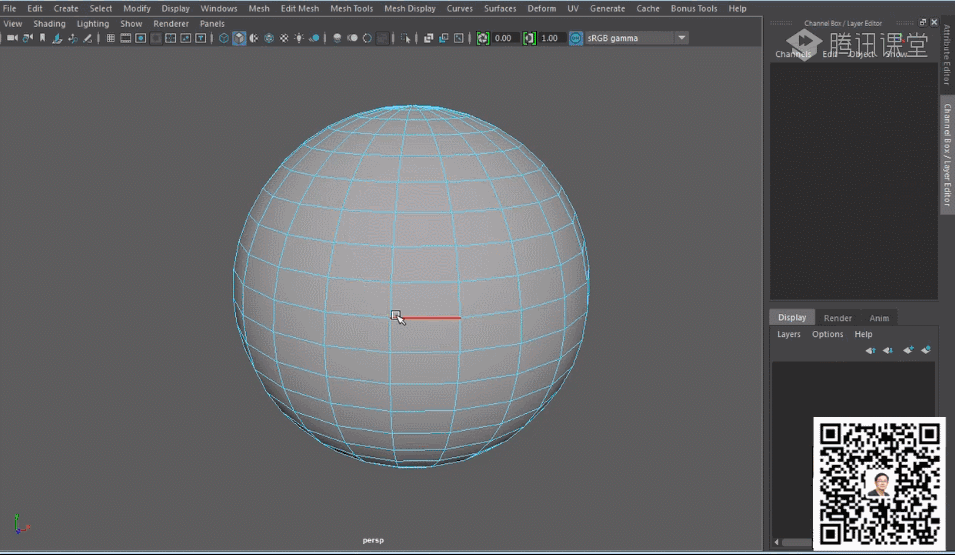 File Edit Create Select Modify Display Windows Mesh Edit Mesh Mesh Tools Mesh Display Curves Surfaces Deform UV Generate Cache Bonus Tools Help
View Shading Lighting Show Renderer Panels
0.00 1.00 sRGB gamma
Channel Box / Layer Editor
腾讯课堂
Channels Edit Object Show
Attribute Editor
Channel Box / Layer Editor
Display Render Anim
Layers Options Help
persp